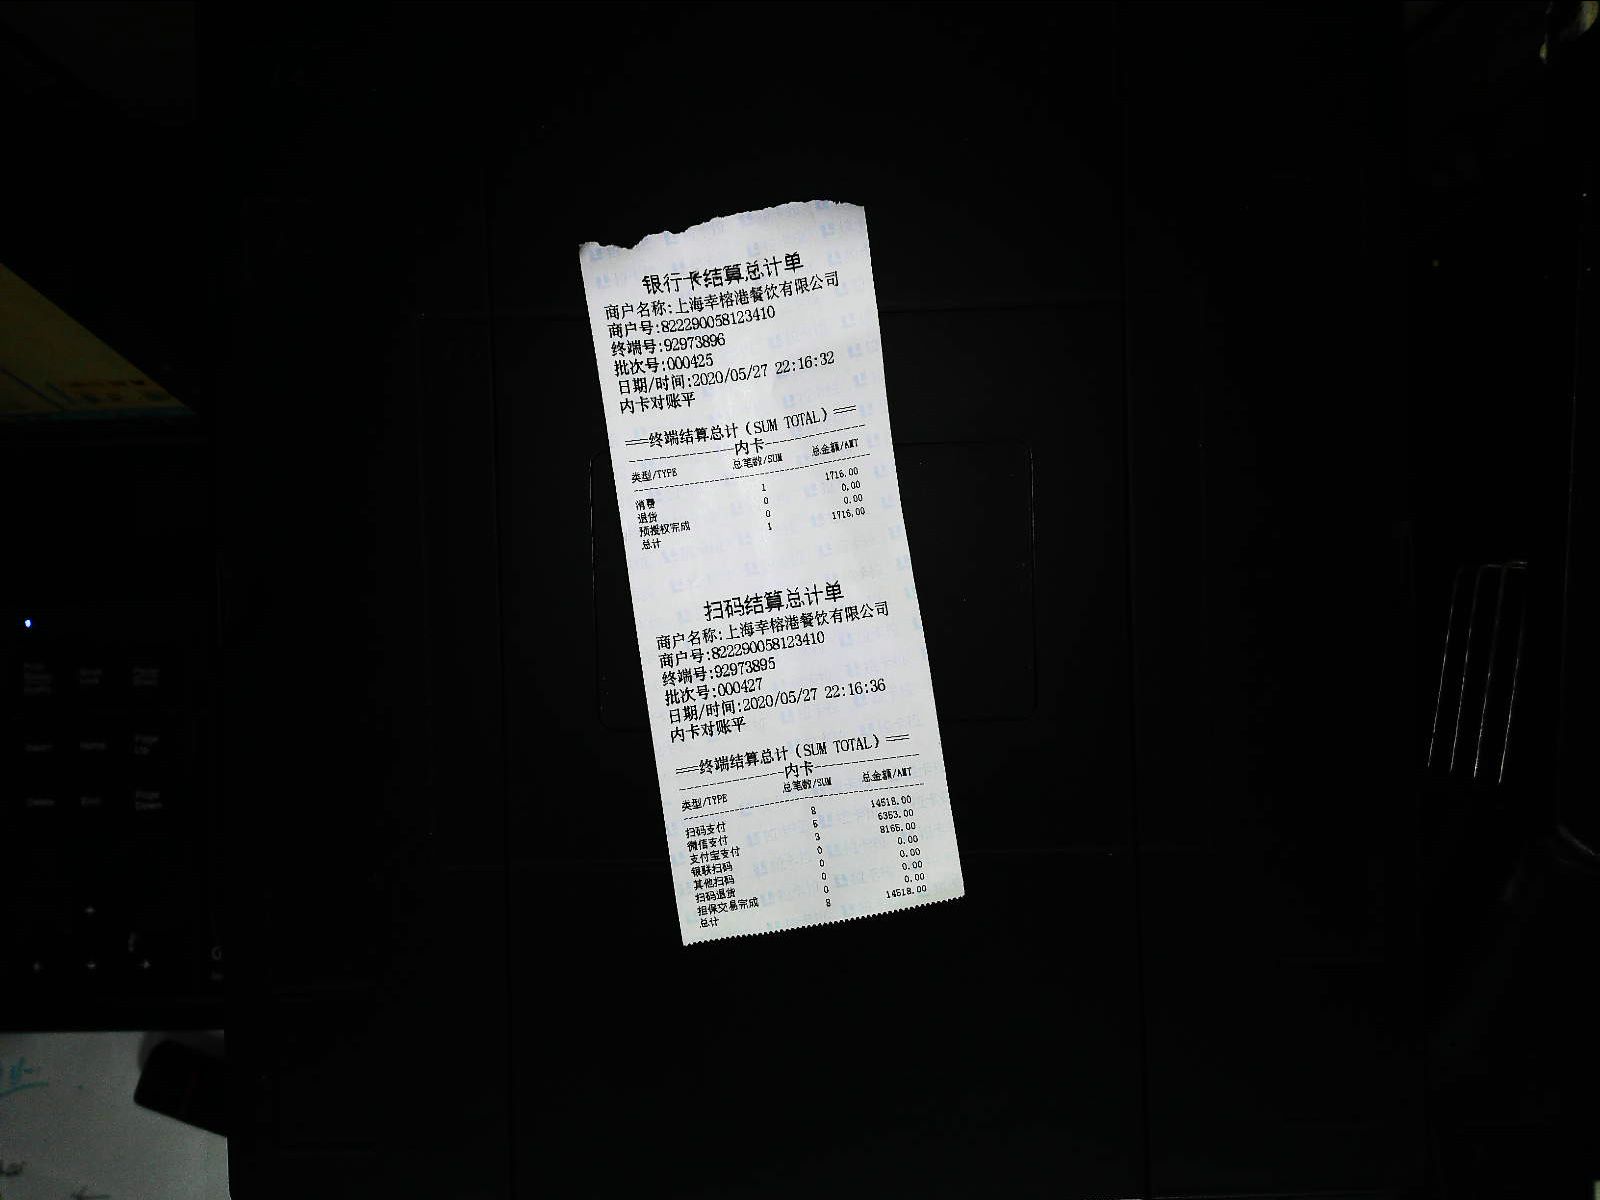 银行卡结算总计单
商户名称:上海幸榕港餐饮有限公司
商户号:822290058123410
终端号:92973896
批次号:000425
日期/时间:2020/05/27 22:16:32
内卡对账平
===终端结算总计(SUM TOTAL)===
内卡
类型/TYPE 总笔数/SUM 总金额/AMT
消费 1 1716.00
退货 0 0.00
预授权完成 0 0.00
总计 1 1716.00
扫码结算总计单
商户名称:上海幸榕港餐饮有限公司
商户号:822290058123410
终端号:92973895
批次号:000427
日期/时间:2020/05/27 22:16:36
内卡对账平
===终端结算总计(SUM TOTAL)===
内卡
类型/TYPE 总笔数/SUM 总金额/AMT
扫码支付 8 14518.00
微信支付 5 6353.00
支付宝支付 3 8165.00
银联扫码 0 0.00
其他扫码 0 0.00
扫码退货 0 0.00
担保交易完成 0 0.00
总计 8 14518.00